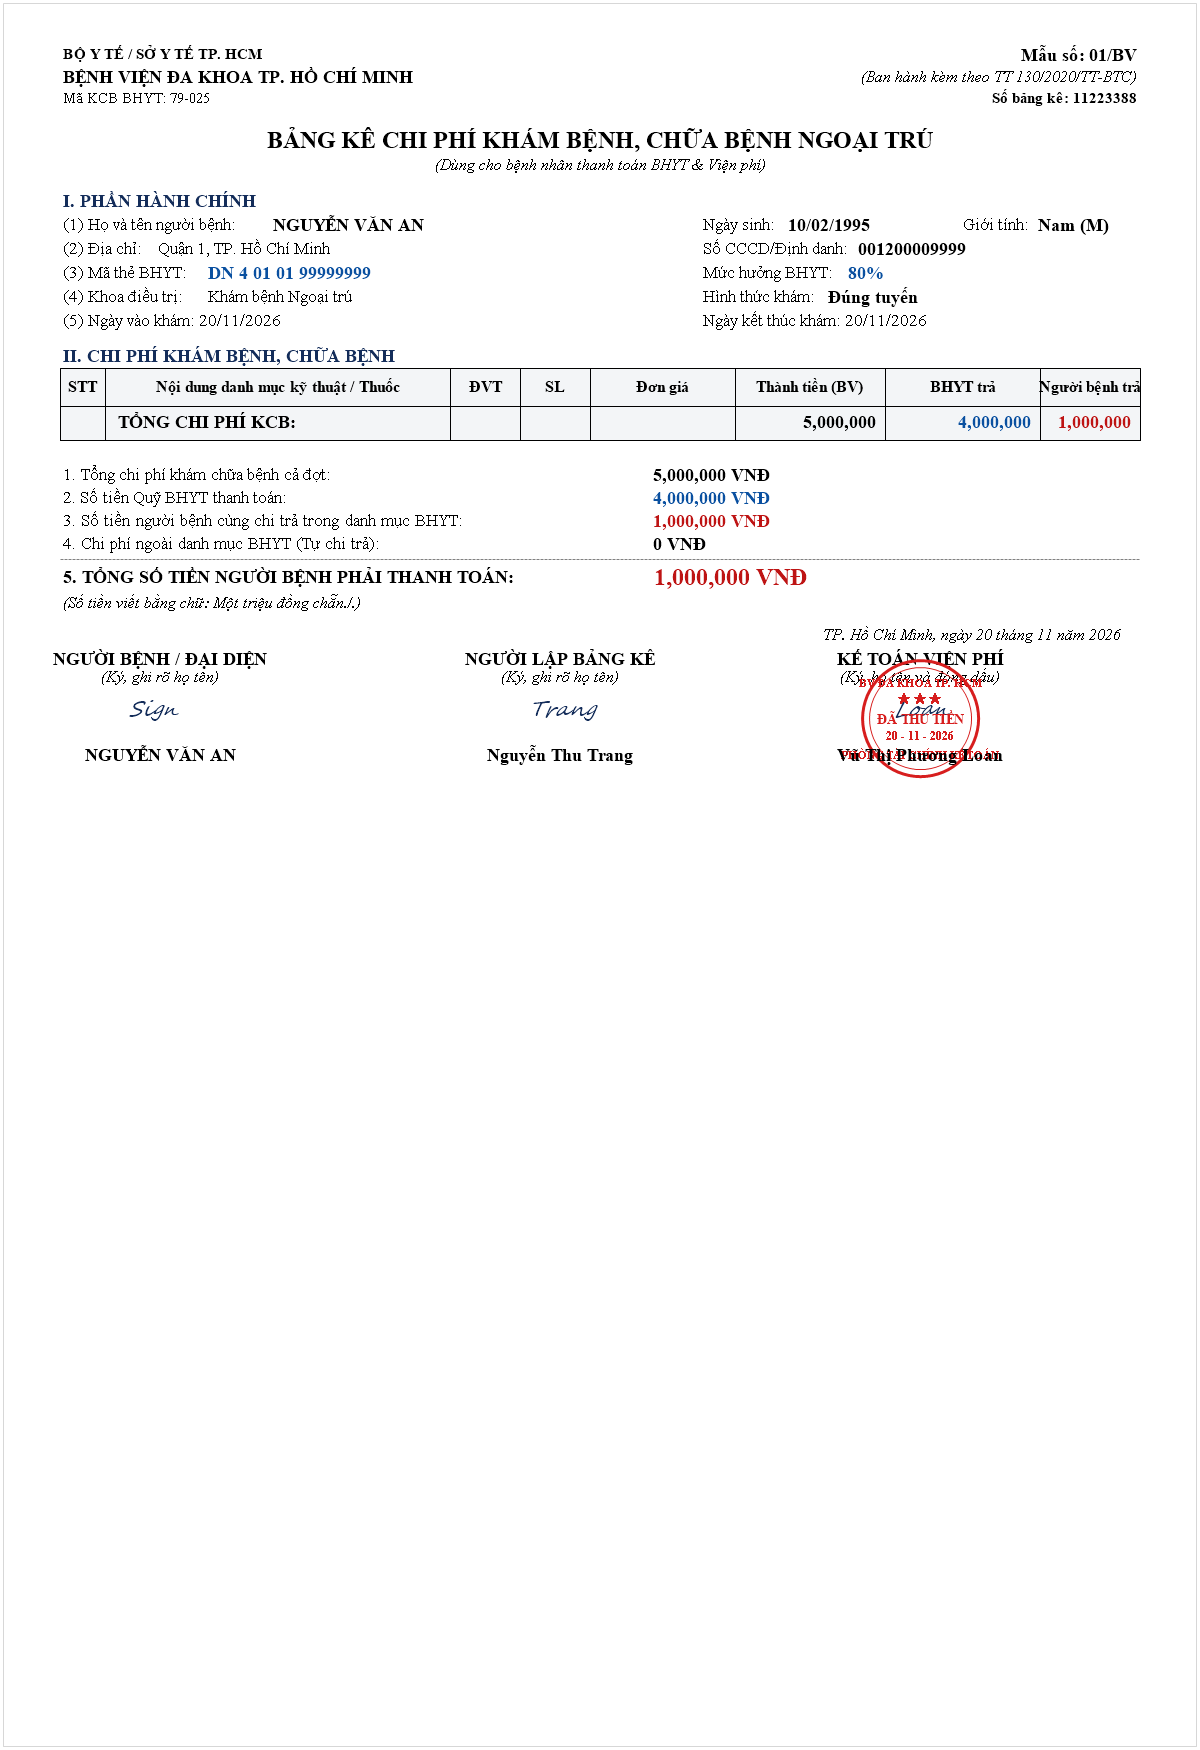 BỘ Y TẾ / SỞ Y TẾ TP. HCM
BỆNH VIỆN ĐA KHOA TP. HỒ CHÍ MINH
Mã KCB BHYT: 79-025
Mẫu số: 01/BV
(Ban hành kèm theo TT 130/2020/TT-BTC)
Số bảng kê: 11223388
BẢNG KÊ CHI PHÍ KHÁM BỆNH, CHỮA BỆNH NGOẠI TRÚ
(Dùng cho bệnh nhân thanh toán BHYT & Viện phí)
I. PHẦN HÀNH CHÍNH
(1) Họ và tên người bệnh: NGUYỄN VĂN AN Ngày sinh: 10/02/1995 Giới tính: Nam (M)
(2) Địa chỉ: Quận 1, TP. Hồ Chí Minh Số CCCD/Định danh: 001200009999
(3) Mã thẻ BHYT: DN 4 01 01 99999999 Mức hưởng BHYT: 80%
(4) Khoa điều trị: Khám bệnh Ngoại trú Hình thức khám: Đúng tuyến
(5) Ngày vào khám: 20/11/2026 Ngày kết thúc khám: 20/11/2026
II. CHI PHÍ KHÁM BỆNH, CHỮA BỆNH
STT Nội dung danh mục kỹ thuật / Thuốc ĐVT SL Đơn giá Thành tiền (BV) BHYT trả Người bệnh trả
TỔNG CHI PHÍ KCB: 5,000,000 4,000,000 1,000,000
1. Tổng chi phí khám chữa bệnh cả đợt: 5,000,000 VNĐ
2. Số tiền Quỹ BHYT thanh toán: 4,000,000 VNĐ
3. Số tiền người bệnh cùng chi trả trong danh mục BHYT: 1,000,000 VNĐ
4. Chi phí ngoài danh mục BHYT (Tự chi trả): 0 VNĐ
5. TỔNG SỐ TIỀN NGƯỜI BỆNH PHẢI THANH TOÁN: 1,000,000 VNĐ
(Số tiền viết bằng chữ: Một triệu đồng chẵn./.)
TP. Hồ Chí Minh, ngày 20 tháng 11 năm 2026
NGƯỜI BỆNH / ĐẠI DIỆN NGƯỜI LẬP BẢNG KÊ KẾ TOÁN VIỆN PHÍ
(Ký, ghi rõ họ tên) (Ký, ghi rõ họ tên) (Ký, họ tên và đóng dấu)
BV ĐA KHOA TP. HCM
Sign Trang Loan
ĐÃ THU TIỀN
20 - 11 - 2026
NGUYỄN VĂN AN Nguyễn Thu Trang Vũ Thị Phương Loan